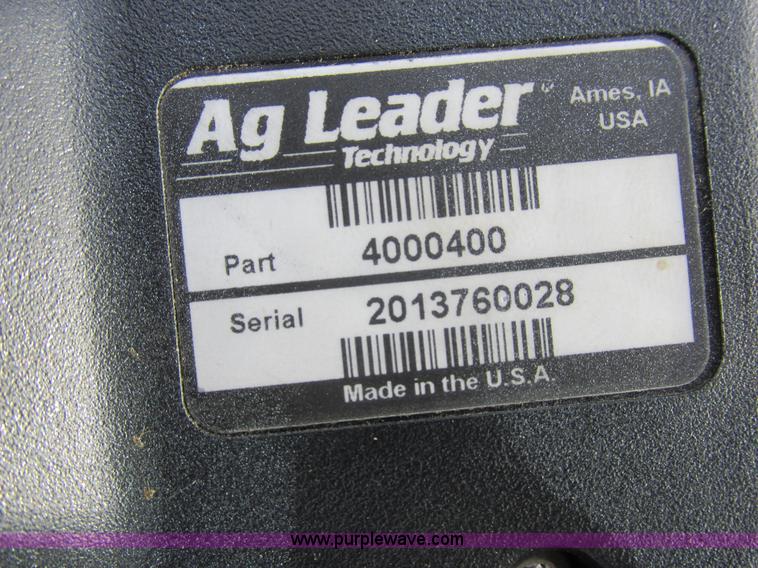 Ag Leader® Ames, IA
Technology USA
Part 4000400
Serial 2013760028
Made in the U.S.A.
www.purplewave.com